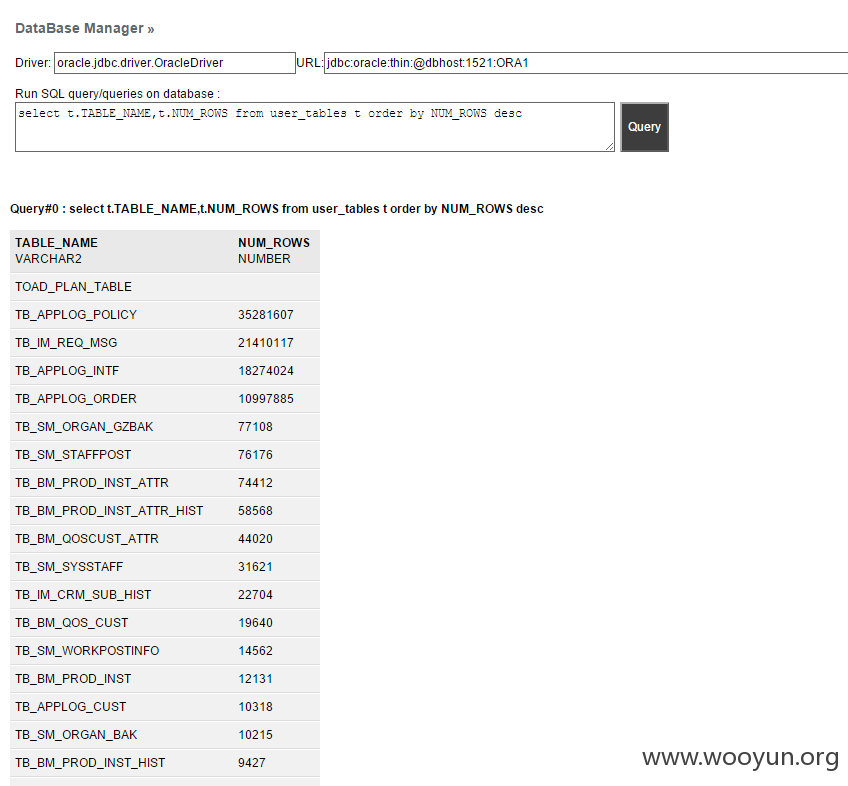 DataBase Manager »
Driver: oracle.jdbc.driver.OracleDriver URL: jdbc:oracle:thin:@dbhost:1521:ORA1
Run SQL query/queries on database :
select t.TABLE_NAME,t.NUM_ROWS from user_tables t order by NUM_ROWS desc
Query
Query#0 : select t.TABLE_NAME,t.NUM_ROWS from user_tables t order by NUM_ROWS desc
TABLE_NAME NUM_ROWS
VARCHAR2 NUMBER
TOAD_PLAN_TABLE
TB_APPLOG_POLICY 35281607
TB_IM_REQ_MSG 21410117
TB_APPLOG_INTF 18274024
TB_APPLOG_ORDER 10997885
TB_SM_ORGAN_GZBAK 77108
TB_SM_STAFFPOST 76176
TB_BM_PROD_INST_ATTR 74412
TB_BM_PROD_INST_ATTR_HIST 58568
TB_BM_QOSCUST_ATTR 44020
TB_SM_SYSSTAFF 31621
TB_IM_CRM_SUB_HIST 22704
TB_BM_QOS_CUST 19640
TB_SM_WORKPOSTINFO 14562
TB_BM_PROD_INST 12131
TB_APPLOG_CUST 10318
TB_SM_ORGAN_BAK 10215
TB_BM_PROD_INST_HIST 9427
www.wooyun.org